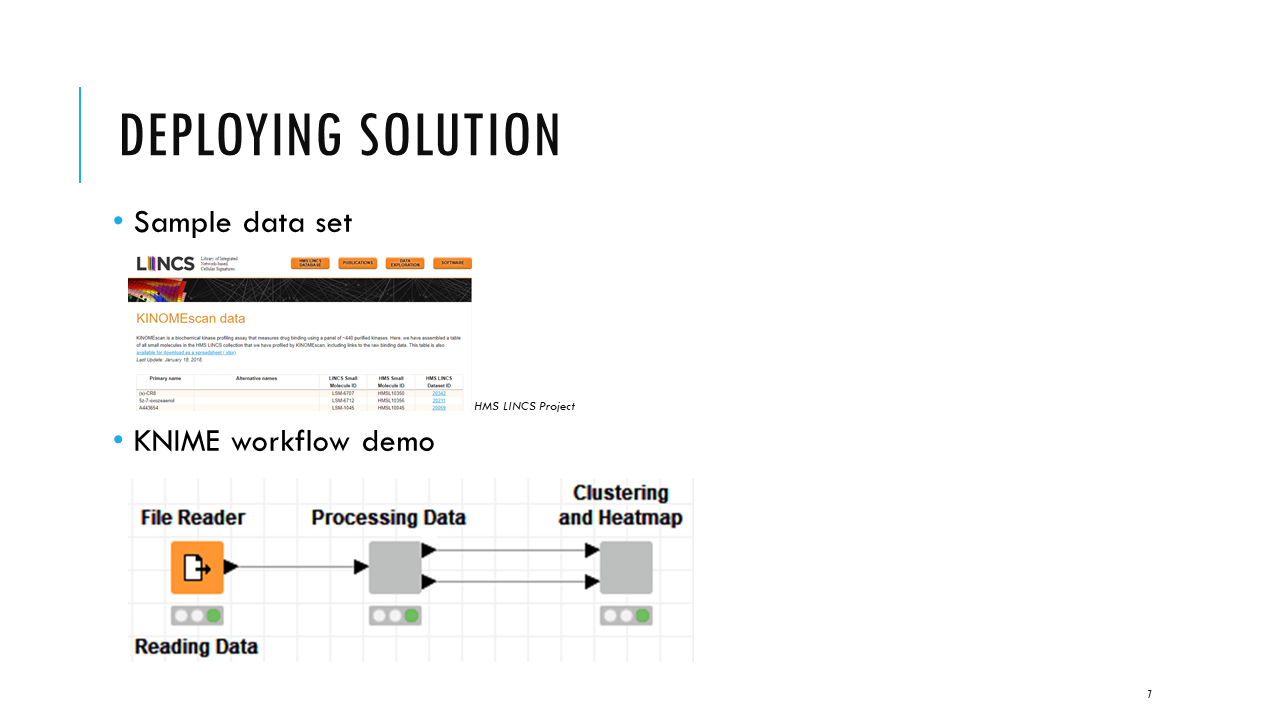 DEPLOYING SOLUTION
• Sample data set
LINCS
Library of Integrated
Network-based
Cellular Signatures
HMS LINCS
DATABASE
PUBLICATIONS
DATA
EXPLORATION
SOFTWARE
KINOMEscan data
KINOMEscan is a biochemical kinase profiling assay that measures drug binding using a panel of ~440 purified kinases. Here, we have assembled a table
of all small molecules in the HMS LINCS collection that we have profiled by KINOMEscan, including links to the raw binding data. This table is also
available for download as a spreadsheet (.xlsx)
Last Update: January 18, 2018.
Primary name Alternative names LINCS Small HMS Small HMS LINCS
Molecule ID Molecule ID Dataset ID
(s)-CR8 LSM-6707 HMSL10350 20342
5z-7-oxozeaenol LSM-6712 HMSL10356 20211
A443654 LSM-1045 HMSL10045 20059
HMS LINCS Project
• KNIME workflow demo
Clustering
File Reader Processing Data and Heatmap
Reading Data
7